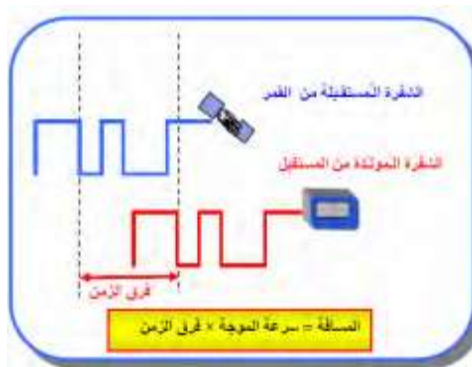 الشفرة المستقبلة من القمر
الشفرة المولدة من المستقبل
فرق الزمن
المسافة = سرعة الموجة × فرق الزمن